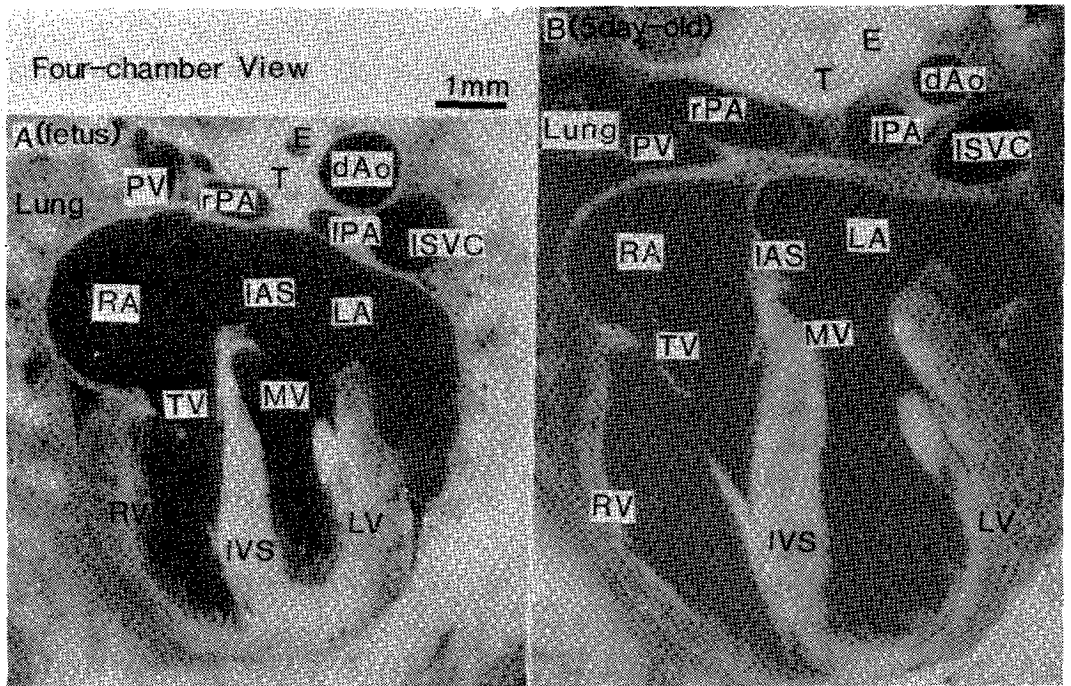 Four-chamber View
1mm
A(fetus)
E
T
dAo
PV
rPA
Lung
lPA
lSVC
RA
IAS
LA
TV
MV
RV
LV
IVS
B(5day-old)
E
T
dAo
Lung
rPA
lPA
PV
lSVC
RA
IAS
LA
TV
MV
RV
LV
IVS